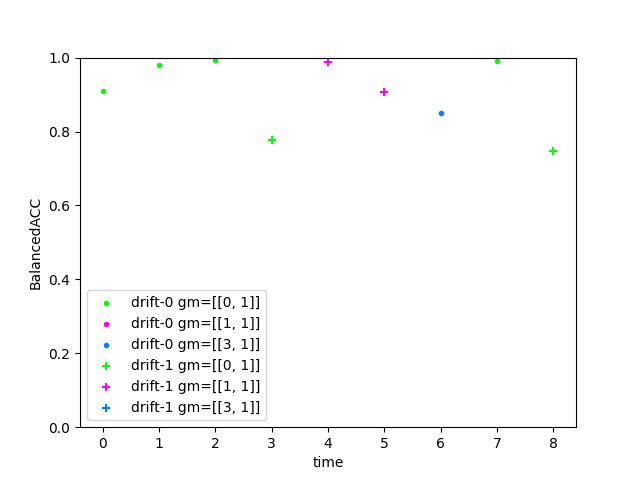 1.0
0.8
0.6
0.4
0.2
0.0
BalancedACC
drift-0 gm=[[0, 1]]
drift-0 gm=[[1, 1]]
drift-0 gm=[[3, 1]]
drift-1 gm=[[0, 1]]
drift-1 gm=[[1, 1]]
drift-1 gm=[[3, 1]]
0 1 2 3 4 5 6 7 8
time